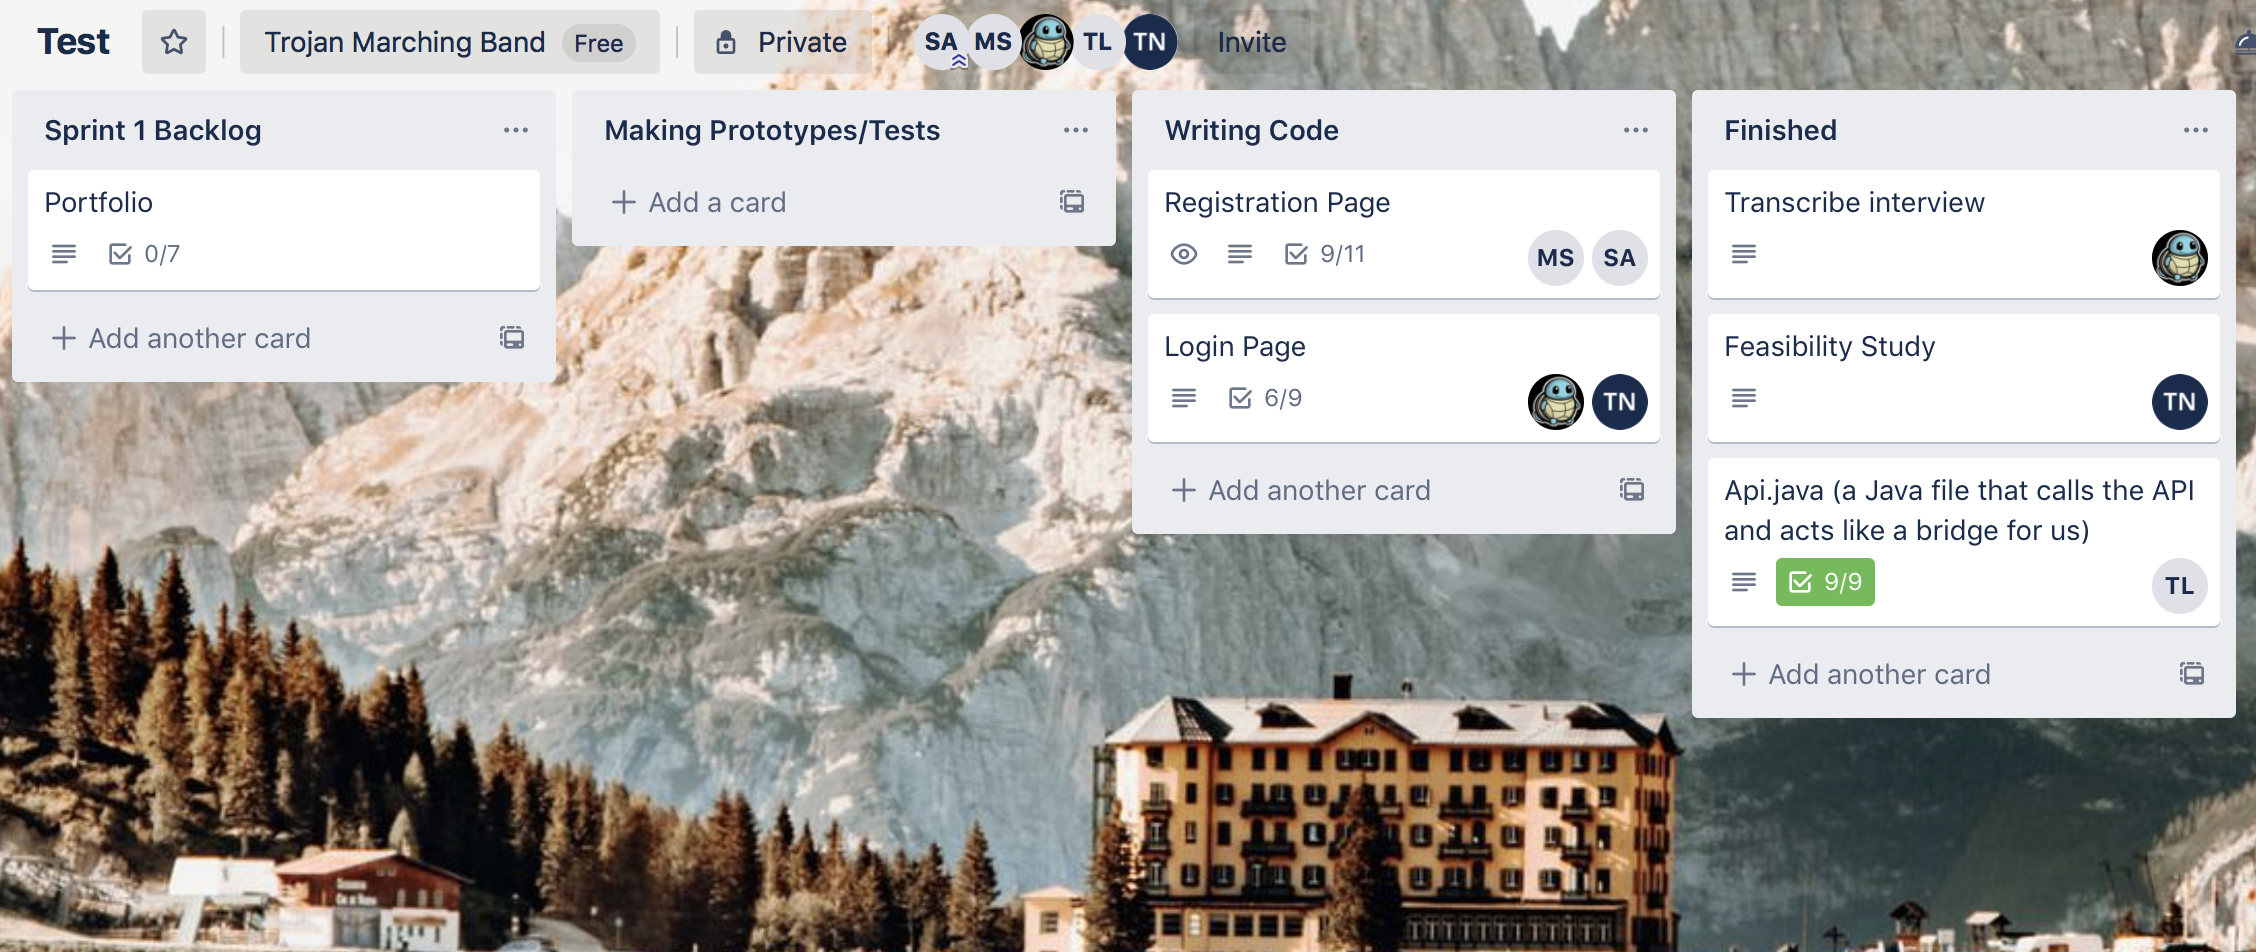 Test
Trojan Marching Band Free
Private
SA MS TL TN
Invite
Sprint 1 Backlog
Portfolio
0/7
Add another card
Making Prototypes/Tests
Add a card
Writing Code
Registration Page
9/11
MS SA
Login Page
6/9
TN
Add another card
Finished
Transcribe interview
Feasibility Study
TN
Api.java (a Java file that calls the API
and acts like a bridge for us)
9/9
TL
Add another card